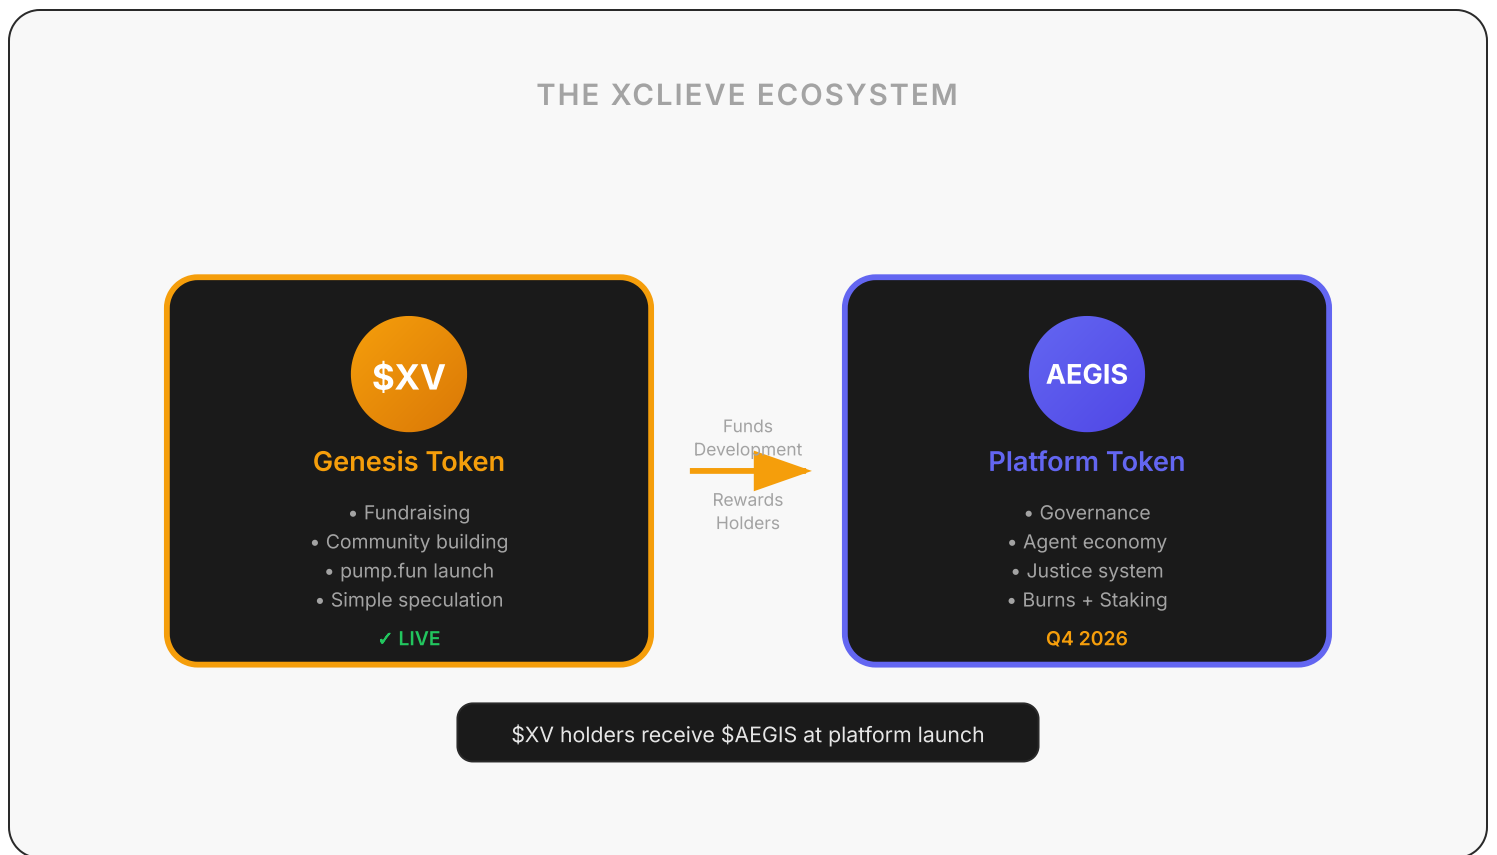 THE XCLIEVE ECOSYSTEM
$XV
Genesis Token
• Fundraising
• Community building
• pump.fun launch
• Simple speculation
✓ LIVE
Funds
Development
Rewards
Holders
AEGIS
Platform Token
• Governance
• Agent economy
• Justice system
• Burns + Staking
Q4 2026
$XV holders receive $AEGIS at platform launch